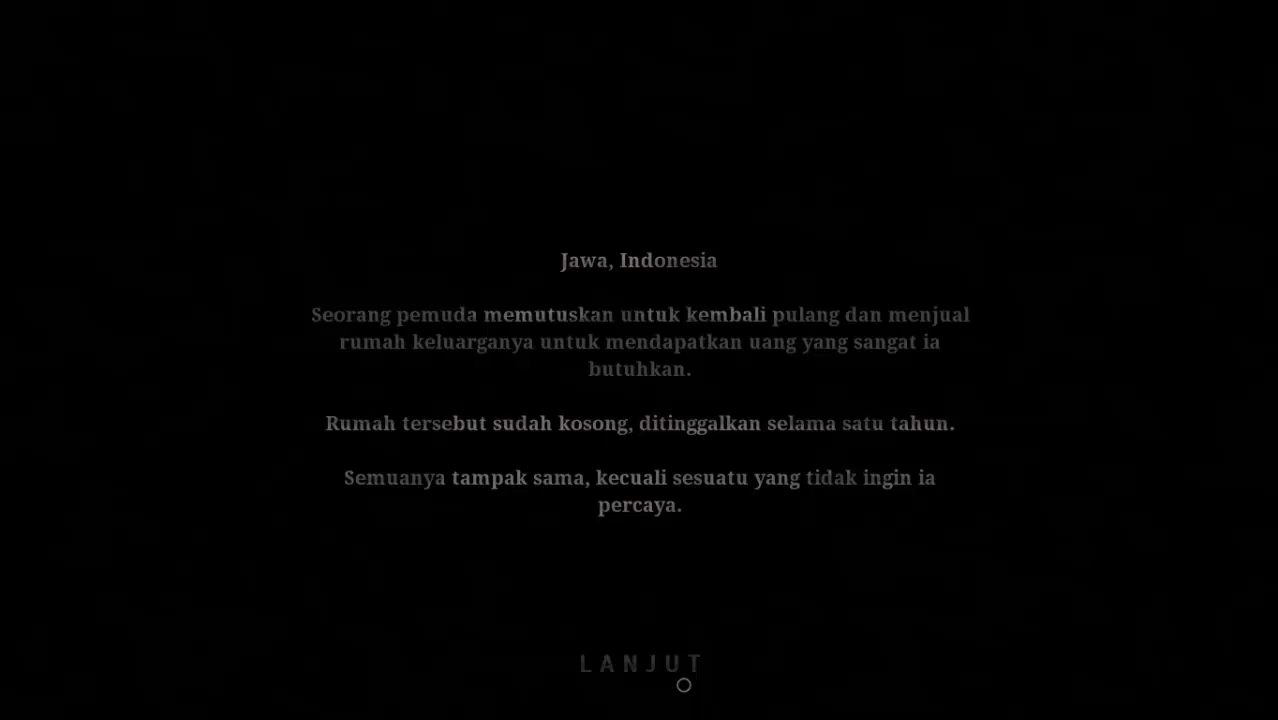 Jawa, Indonesia
Seorang pemuda memutuskan untuk kembali pulang dan menjual
rumah keluarganya untuk mendapatkan uang yang sangat ia
butuhkan.
Rumah tersebut sudah kosong, ditinggalkan selama satu tahun.
Semuanya tampak sama, kecuali sesuatu yang tidak ingin ia
percaya.
LANJUT